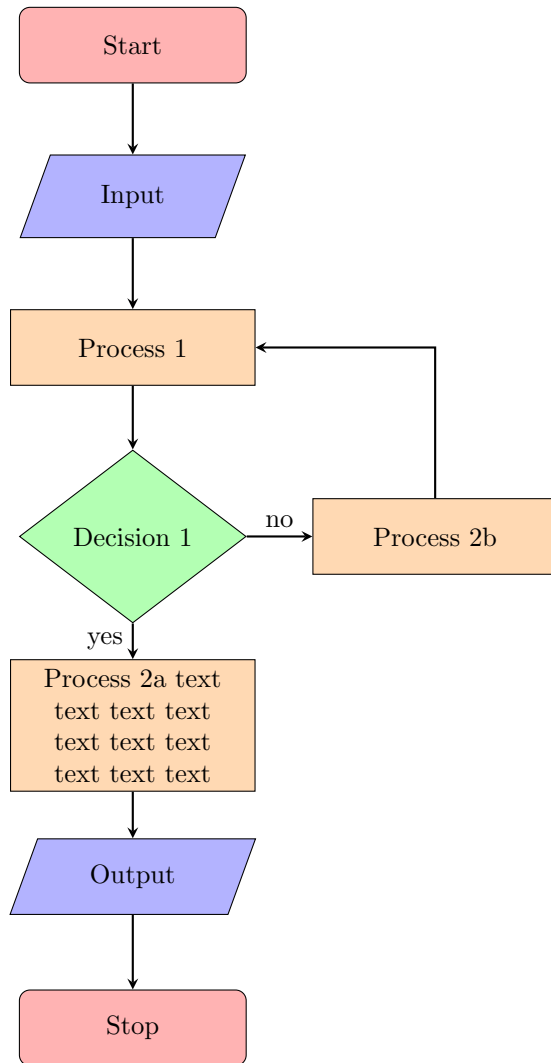 Start
Input
Process 1
Decision 1
no
Process 2b
yes
Process 2a text
text text text
text text text
text text text
Output
Stop